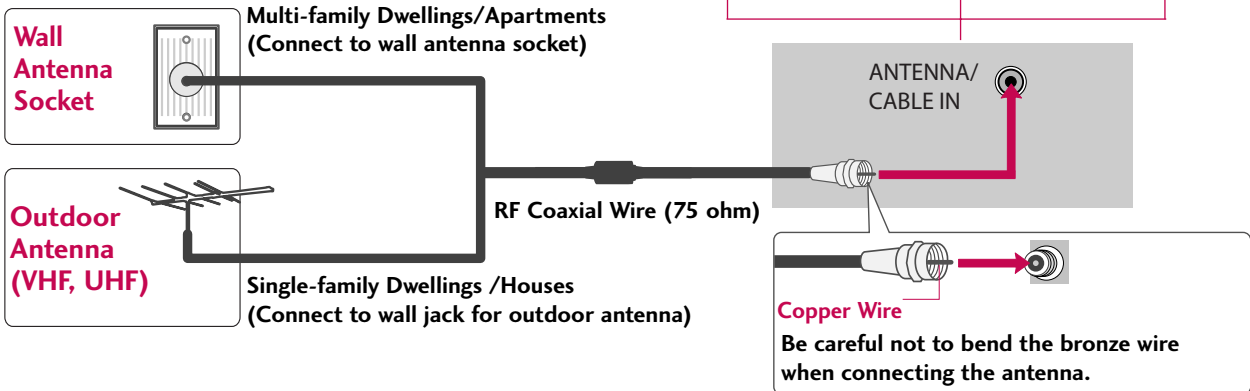 Wall
Antenna
Socket
Multi-family Dwellings/Apartments
(Connect to wall antenna socket)
Outdoor
Antenna
(VHF, UHF)
Single-family Dwellings /Houses
(Connect to wall jack for outdoor antenna)
RF Coaxial Wire (75 ohm)
ANTENNA/
CABLE IN
Copper Wire
Be careful not to bend the bronze wire
when connecting the antenna.